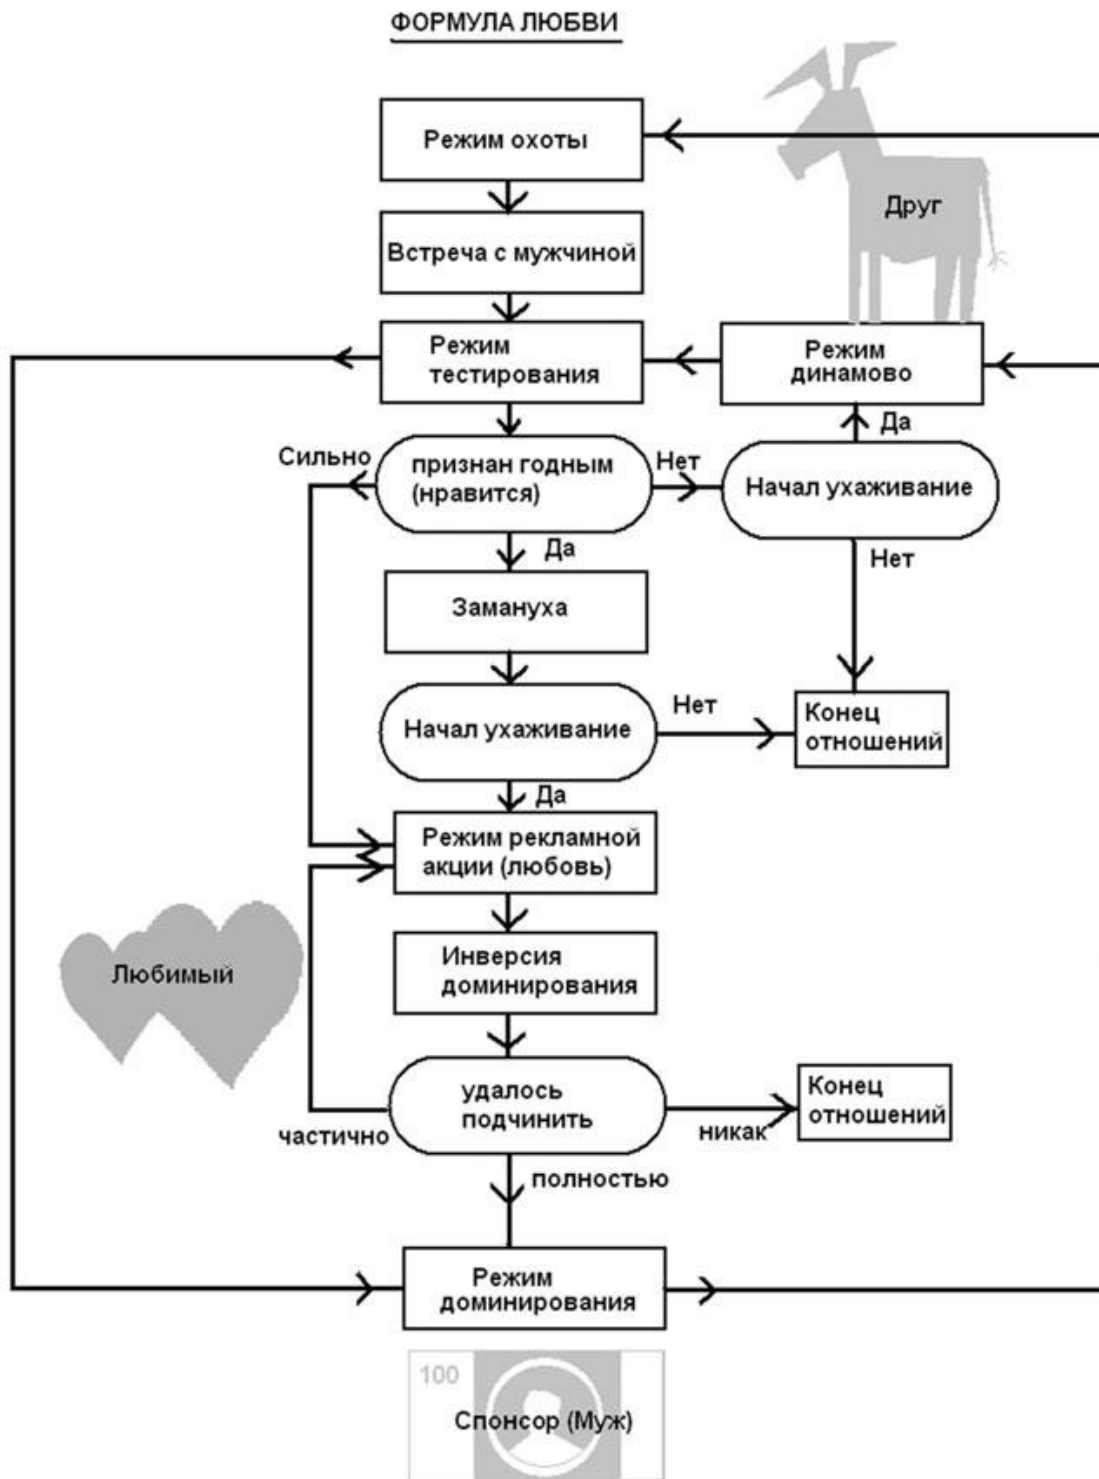 ФОРМУЛА ЛЮБВИ
Режим охоты
Друг
Встреча с мужчиной
Режим
тестирования
Режим
динамово
Да
Сильно
признан годным
(нравится)
Нет
Начал ухаживание
Да
Нет
Замануха
Начал ухаживание
Нет
Конец
отношений
Да
Режим рекламной
акции (любовь)
Любимый
Инверсия
доминирования
удалось
подчинить
Конец
отношений
частично
никак
полностью
Режим
доминирования
100
Спонсор (Муж)